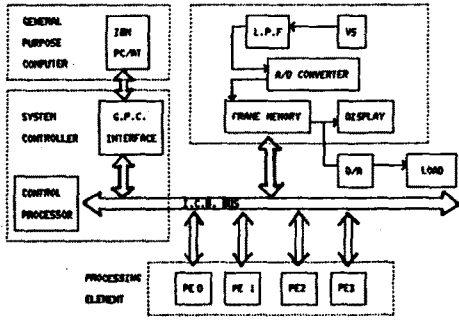 GENERAL
PURPOSE
COMPUTER
IBM
PC/AT
L.P.F
VS
A/D CONVERTER
SYSTEM
CONTROLLER
G.P.C.
INTERFACE
FRAME MEMORY
DISPLAY
D/A
LOAD
CONTROL
PROCESSOR
I.C.B. BUS
PROCESSING
ELEMENT
PE 0
PE 1
PE2
PE3